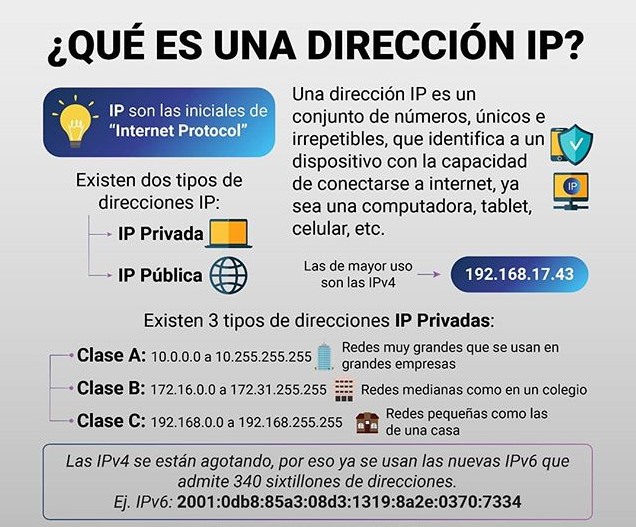 ¿QUÉ ES UNA DIRECCIÓN IP?
IP son las iniciales de
“Internet Protocol”
Existen dos tipos de
direcciones IP:
IP Privada
IP Pública
Una dirección IP es un
conjunto de números, únicos e
irrepetibles, que identifica a un
dispositivo con la capacidad
de conectarse a internet, ya
sea una computadora, tablet,
celular, etc.
IP
Las de mayor uso
son las IPv4
192.168.17.43
Existen 3 tipos de direcciones IP Privadas:
Clase A: 10.0.0.0 a 10.255.255.255
Redes muy grandes que se usan en
grandes empresas
Clase B: 172.16.0.0 a 172.31.255.255
Redes medianas como en un colegio
Clase C: 192.168.0.0 a 192.168.255.255
Redes pequeñas como las
de una casa
Las IPv4 se están agotando, por eso ya se usan las nuevas IPv6 que
admite 340 sixtillones de direcciones.
Ej. IPv6: 2001:0db8:85a3:08d3:1319:8a2e:0370:7334